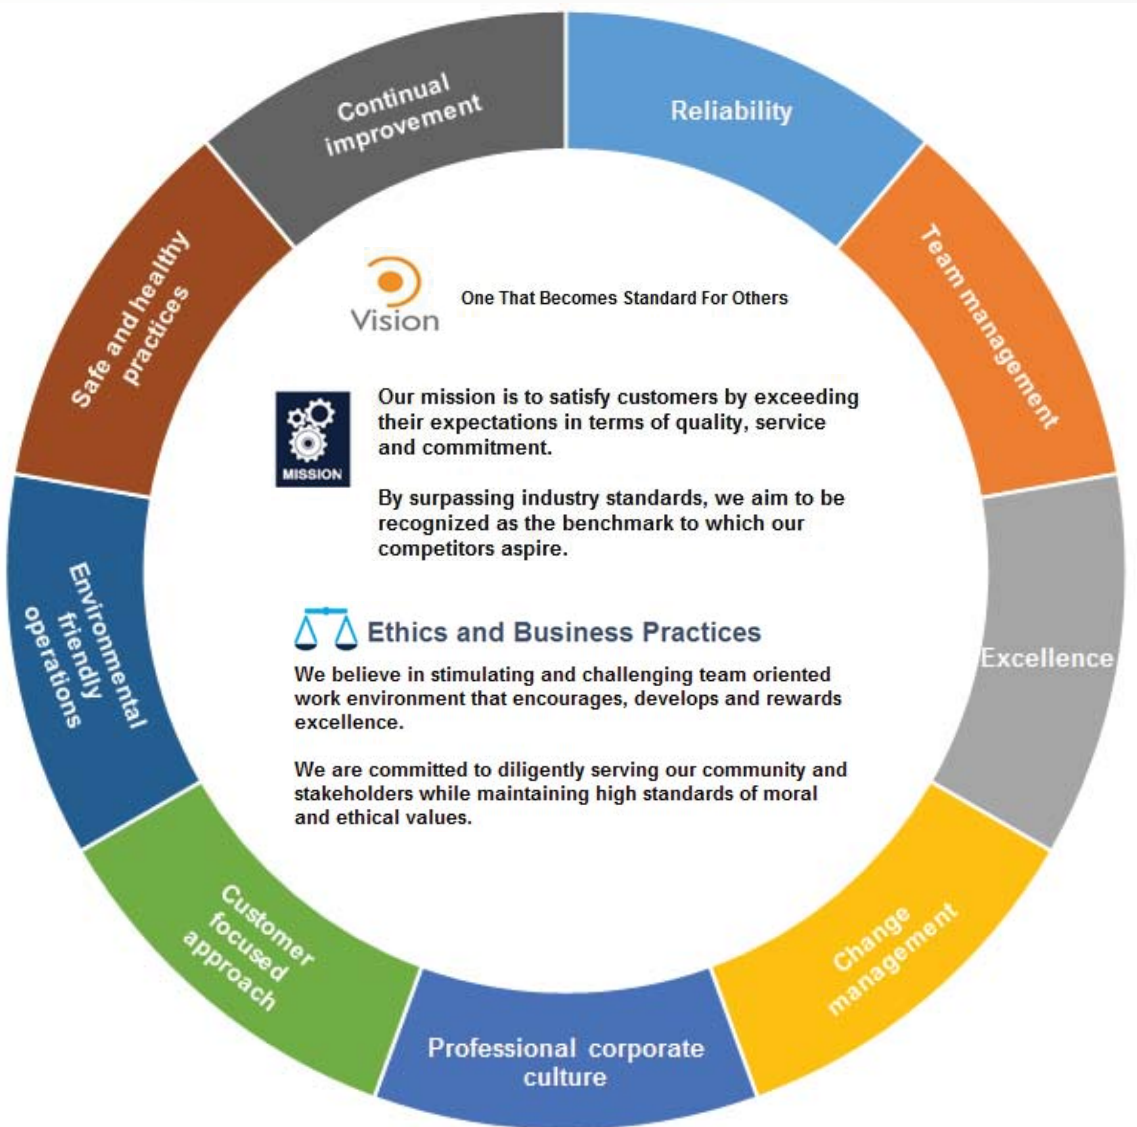 Continual
improvement
Reliability
Team management
Excellence
Change
management
Professional corporate
culture
Customer
focused
approach
Environmental
friendly
operations
Safe and healthy
practices
Vision
One That Becomes Standard For Others
MISSION
Our mission is to satisfy customers by exceeding
their expectations in terms of quality, service
and commitment.
By surpassing industry standards, we aim to be
recognized as the benchmark to which our
competitors aspire.
Ethics and Business Practices
We believe in stimulating and challenging team oriented
work environment that encourages, develops and rewards
excellence.
We are committed to diligently serving our community and
stakeholders while maintaining high standards of moral
and ethical values.